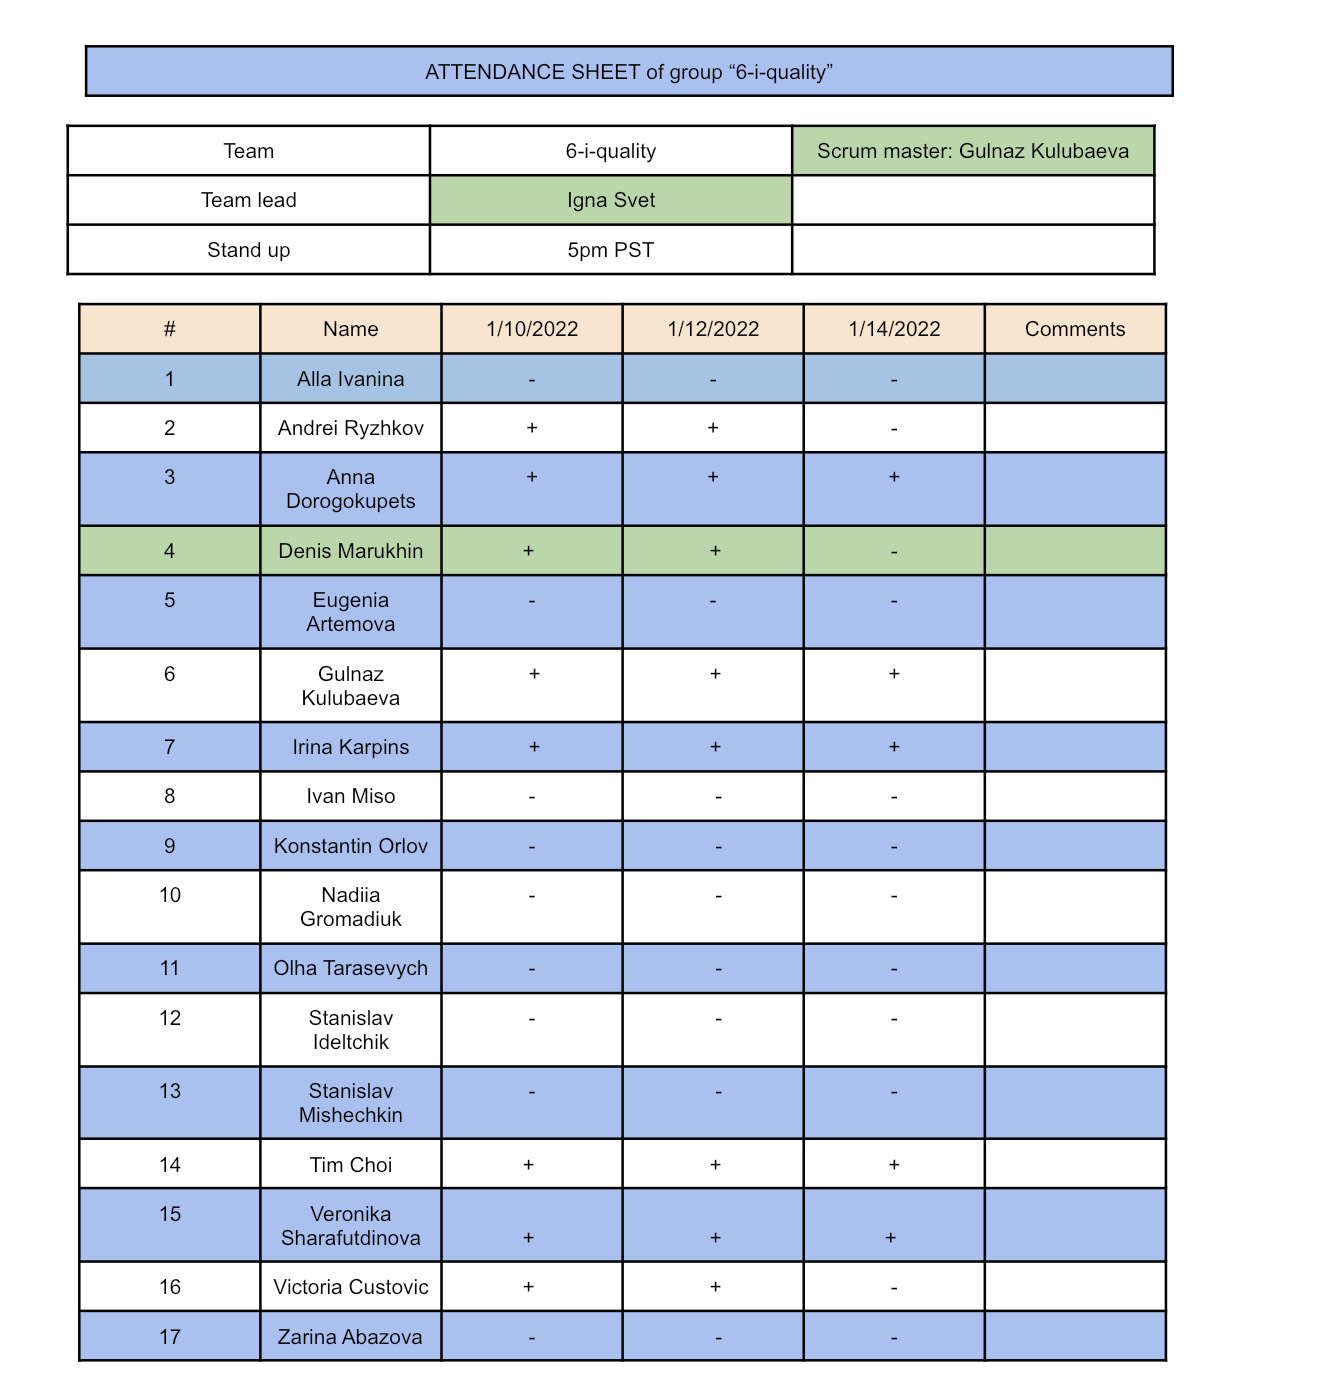 ATTENDANCE SHEET of group “6-i-quality”
Team 6-i-quality Scrum master: Gulnaz Kulubaeva
Team lead Igna Svet
Stand up 5pm PST
# Name 1/10/2022 1/12/2022 1/14/2022 Comments
1 Alla Ivanina - - -
2 Andrei Ryzhkov + + -
3 Anna + + +
Dorogokupets
4 Denis Marukhin + + -
5 Eugenia - - -
Artemova
6 Gulnaz + + +
Kulubaeva
7 Irina Karpins + + +
8 Ivan Miso - - -
9 Konstantin Orlov - - -
10 Nadiia - - -
Gromadiuk
11 Olha Tarasevych - - -
12 Stanislav - - -
Ideltchik
13 Stanislav - - -
Mishechkin
14 Tim Choi + + +
15 Veronika
Sharafutdinova + + +
16 Victoria Custovic + + -
17 Zarina Abazova - - -